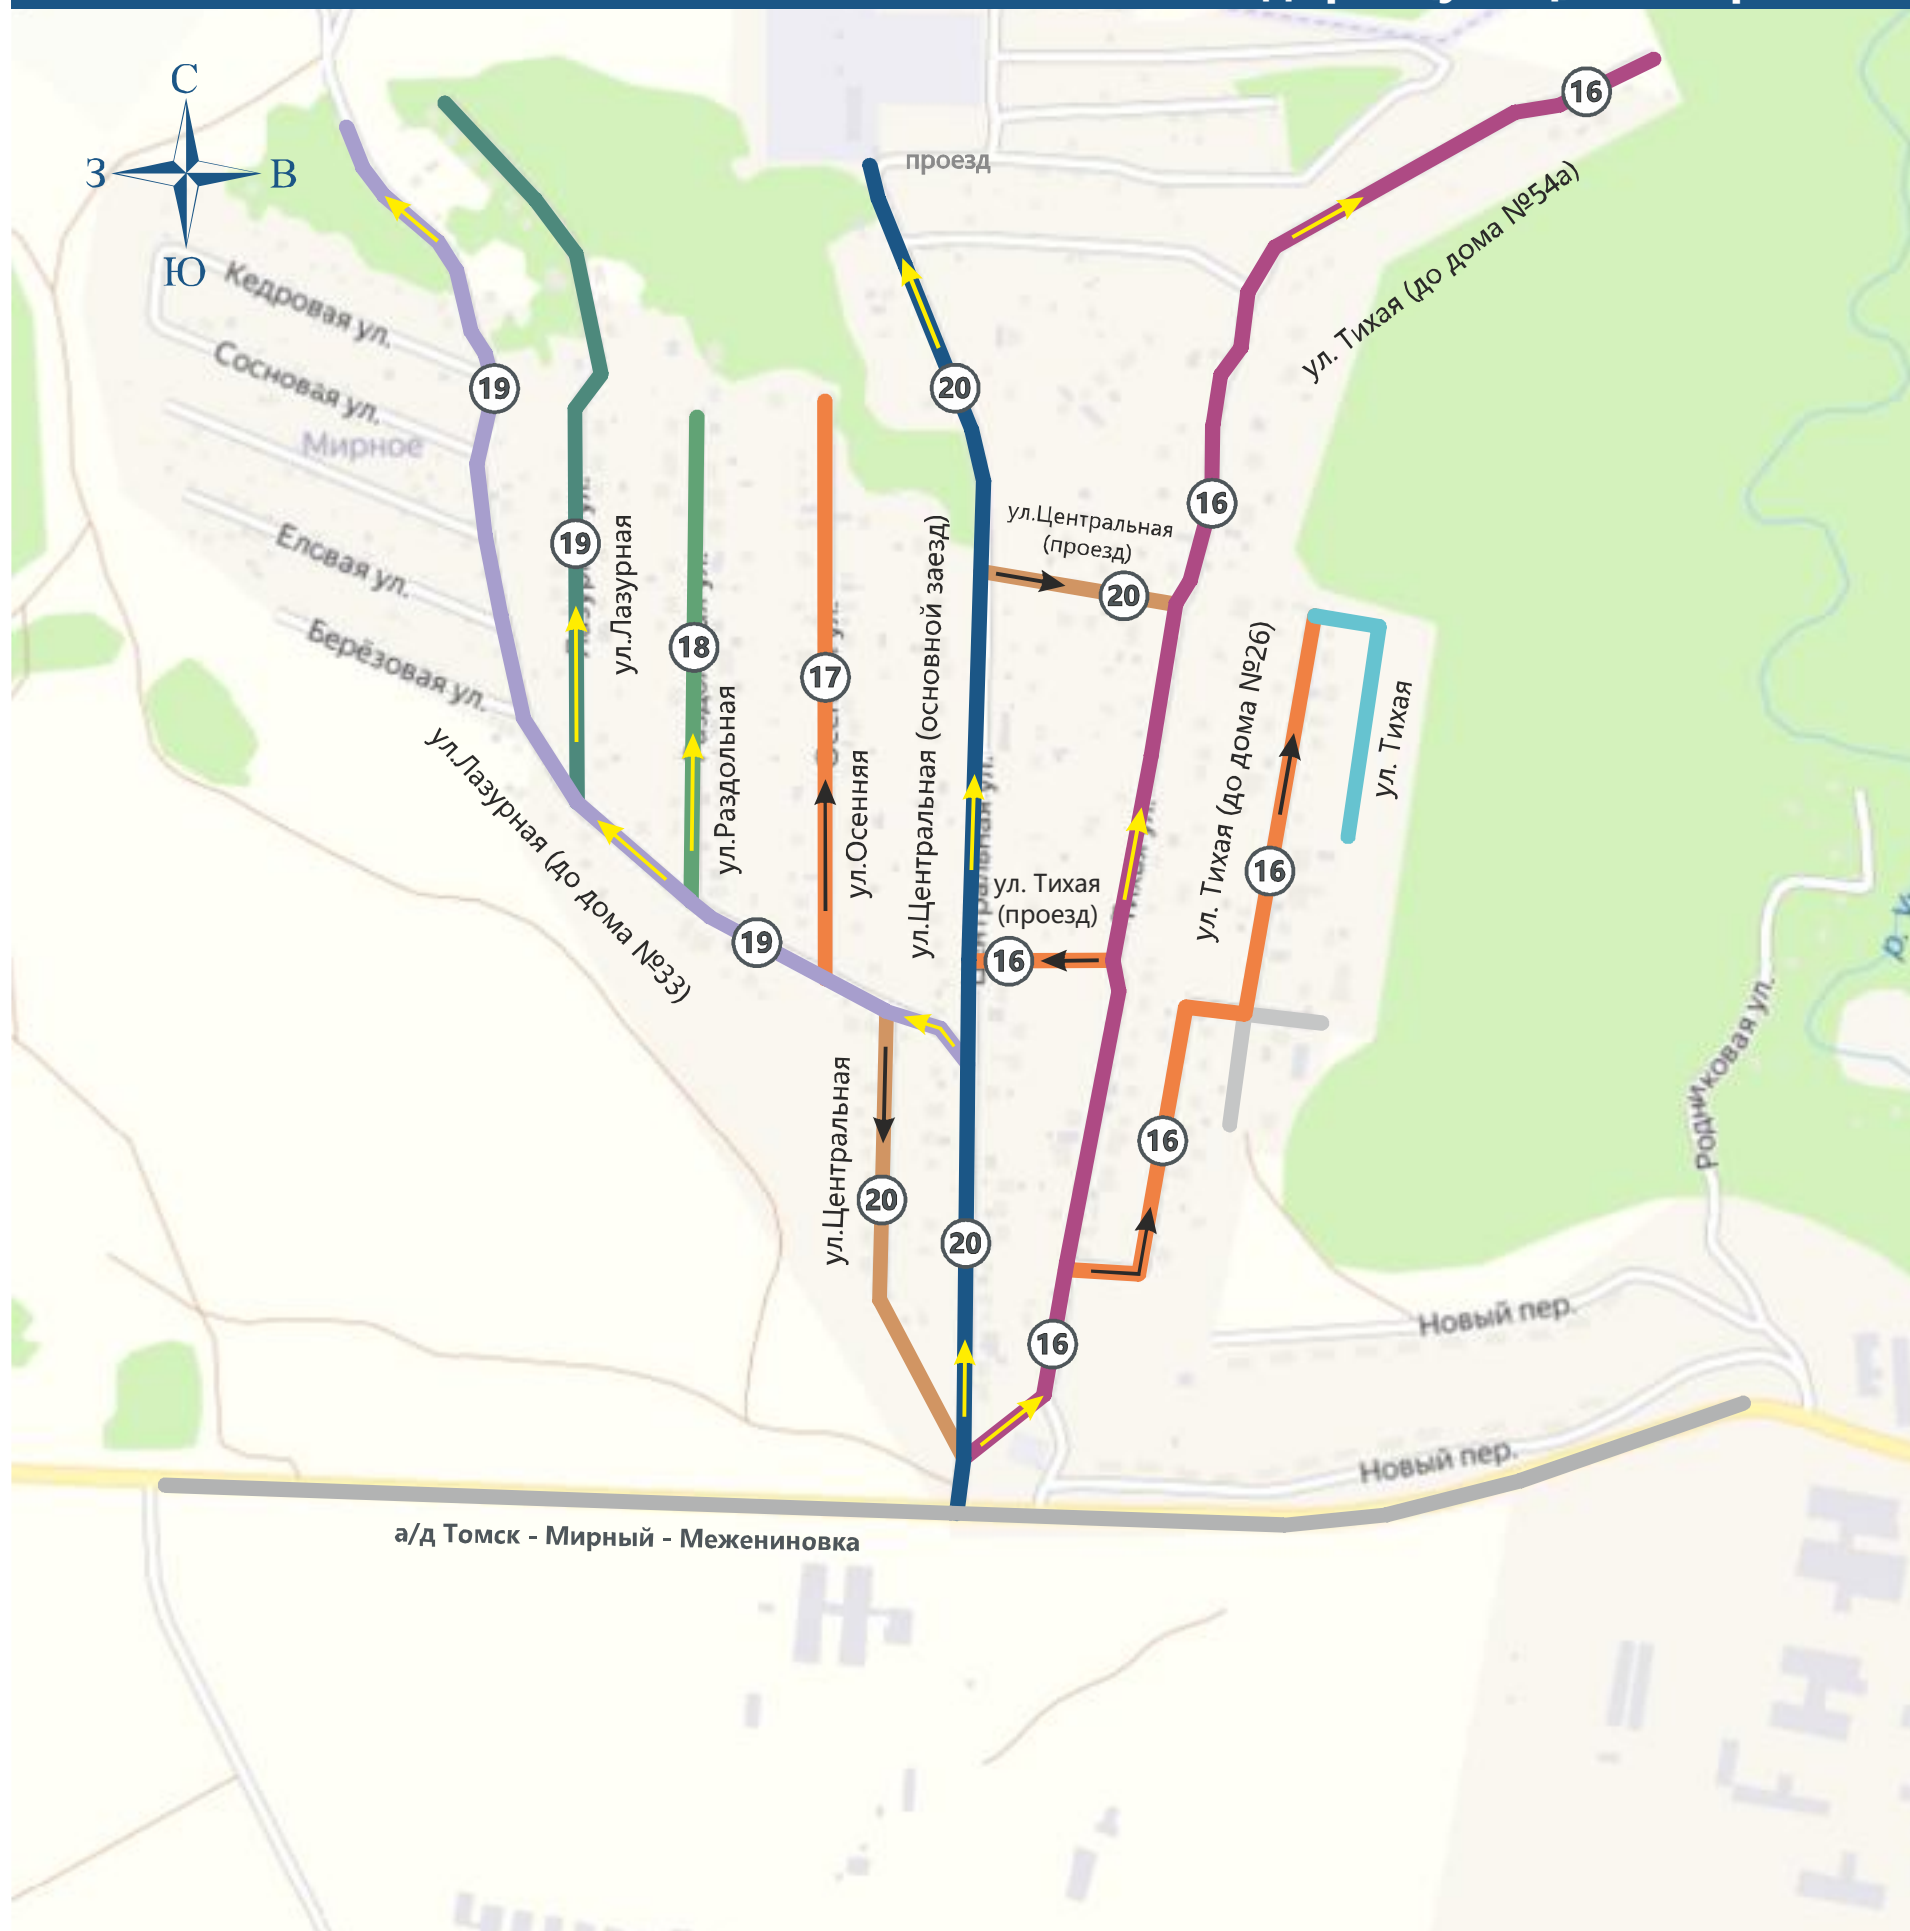 С
З
В
Ю
проезд
16
ул. Тихая (до дома №54а)
Кедровая ул.
Сосновая ул.
Мирное
Еловая ул.
Берёзовая ул.
19
20
16
19
ул.Лазурная
18
ул.Раздольная
17
ул.Осенняя
ул.Центральная (основной заезд)
ул.Центральная
(проезд)
20
ул. Тихая (до дома №26)
ул. Тихая
16
ул. Тихая
(проезд)
16
ул.Лазурная (до дома №33)
19
ул.Центральная
20
20
16
16
Родниковая ул.
Новый пер.
Новый пер.
а/д Томск - Мирный - Межениновка